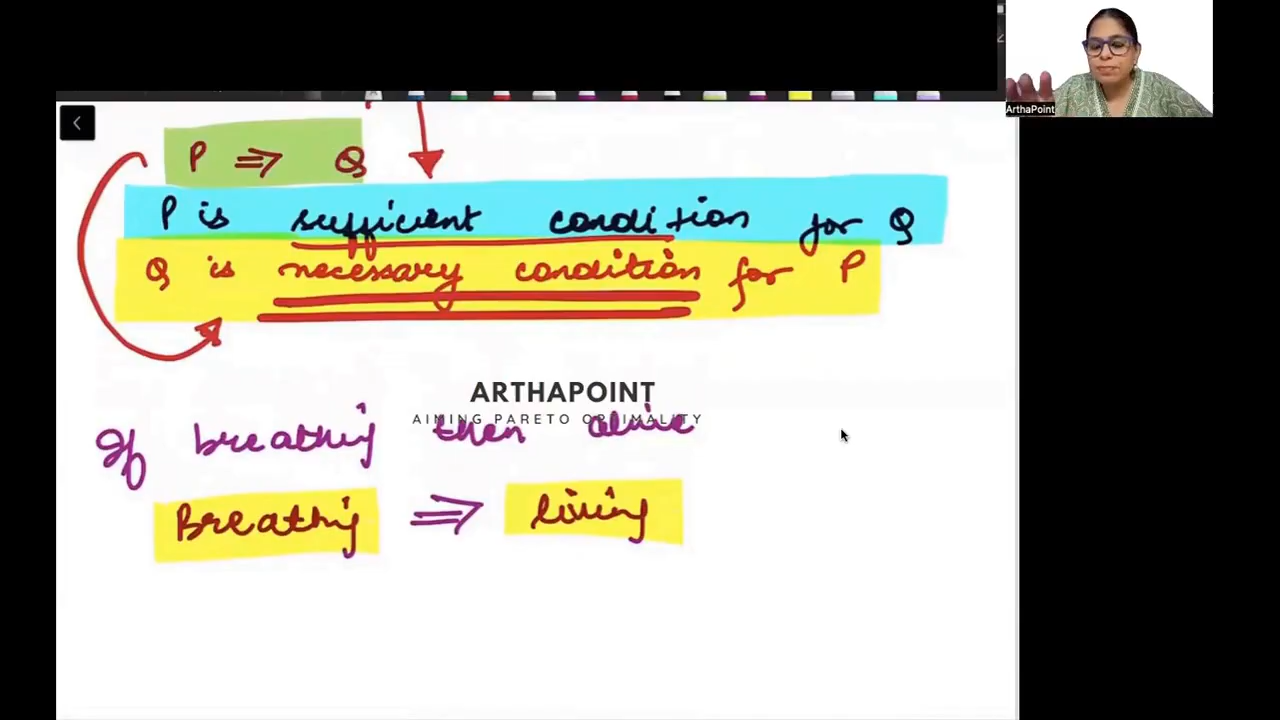 ArthaPoint
P ⇒ Q
P is sufficient condition for Q
Q is necessary condition for P
ARTHAPOINT
AIMING PARETO OPTIMALITY
If breathing then alive
Breathing ⇒ living